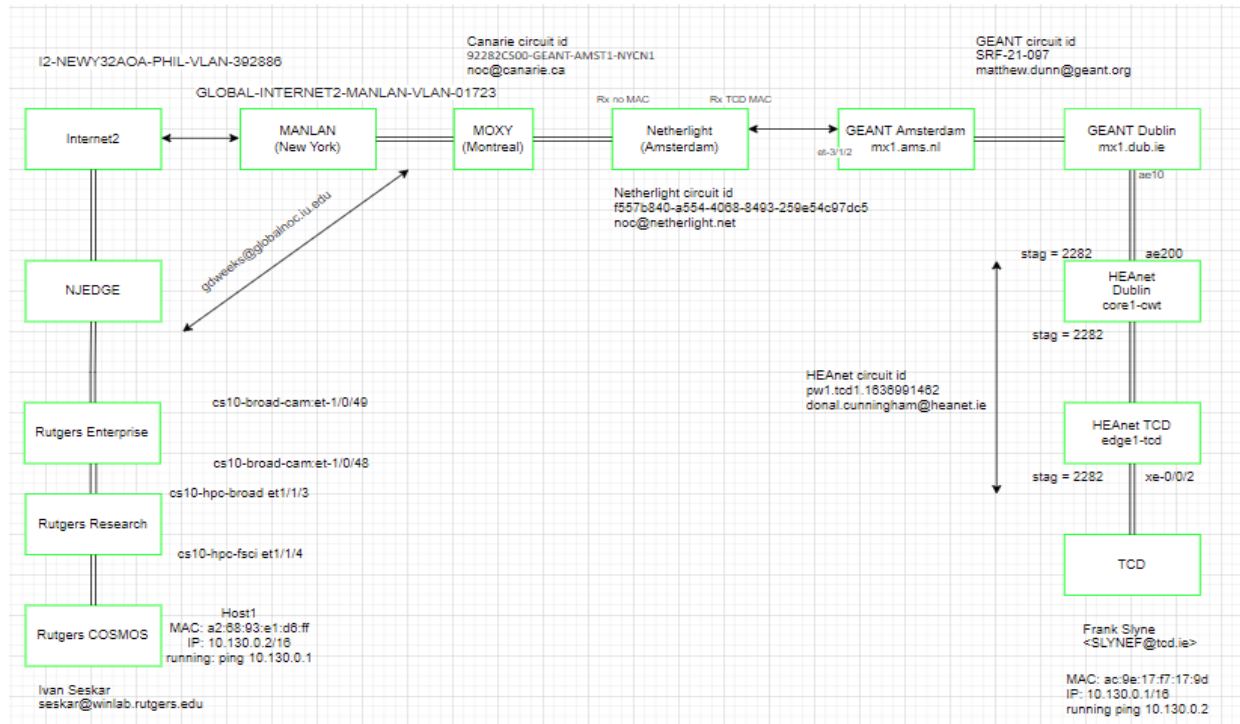 Canarie circuit id
92282CS00-GEANT-AMST1-NYCN1
noc@canarie.ca
GEANT circuit id
SRF-21-097
matthew.dunn@geant.org
I2-NEWY32AOA-PHIL-VLAN-392886
GLOBAL-INTERNET2-MANLAN-VLAN-01723
Rx no MAC
Rx TCD MAC
Internet2
MANLAN
(New York)
MOXY
(Montreal)
Netherlight
(Amsterdam)
GEANT Amsterdam
mx1.ams.nl
et-3/1/2
GEANT Dublin
mx1.dub.ie
ae10
Netherlight circuit id
f557b840-a554-4068-8493-259e54c97dc5
noc@netherlight.net
gdweeks@globalnoc.iu.edu
stag = 2282
ae200
NJEDGE
HEAnet
Dublin
core1-cwt
stag = 2282
HEAnet circuit id
pw1.tcd1.1636991462
donal.cunningham@heanet.ie
cs10-broad-cam:et-1/0/49
Rutgers Enterprise
HEAnet TCD
edge1-tcd
cs10-broad-cam:et-1/0/48
stag = 2282
xe-0/0/2
cs10-hpc-broad et1/1/3
Rutgers Research
cs10-hpc-fsci et1/1/4
TCD
Rutgers COSMOS
Host1
MAC: a2:68:93:e1:d6:ff
IP: 10.130.0.2/16
running: ping 10.130.0.1
Frank Slyne
<SLYNEF@tcd.ie>
Ivan Seskar
seskar@winlab.rutgers.edu
MAC: ac:9e:17:f7:17:9d
IP: 10.130.0.1/16
running ping 10.130.0.2